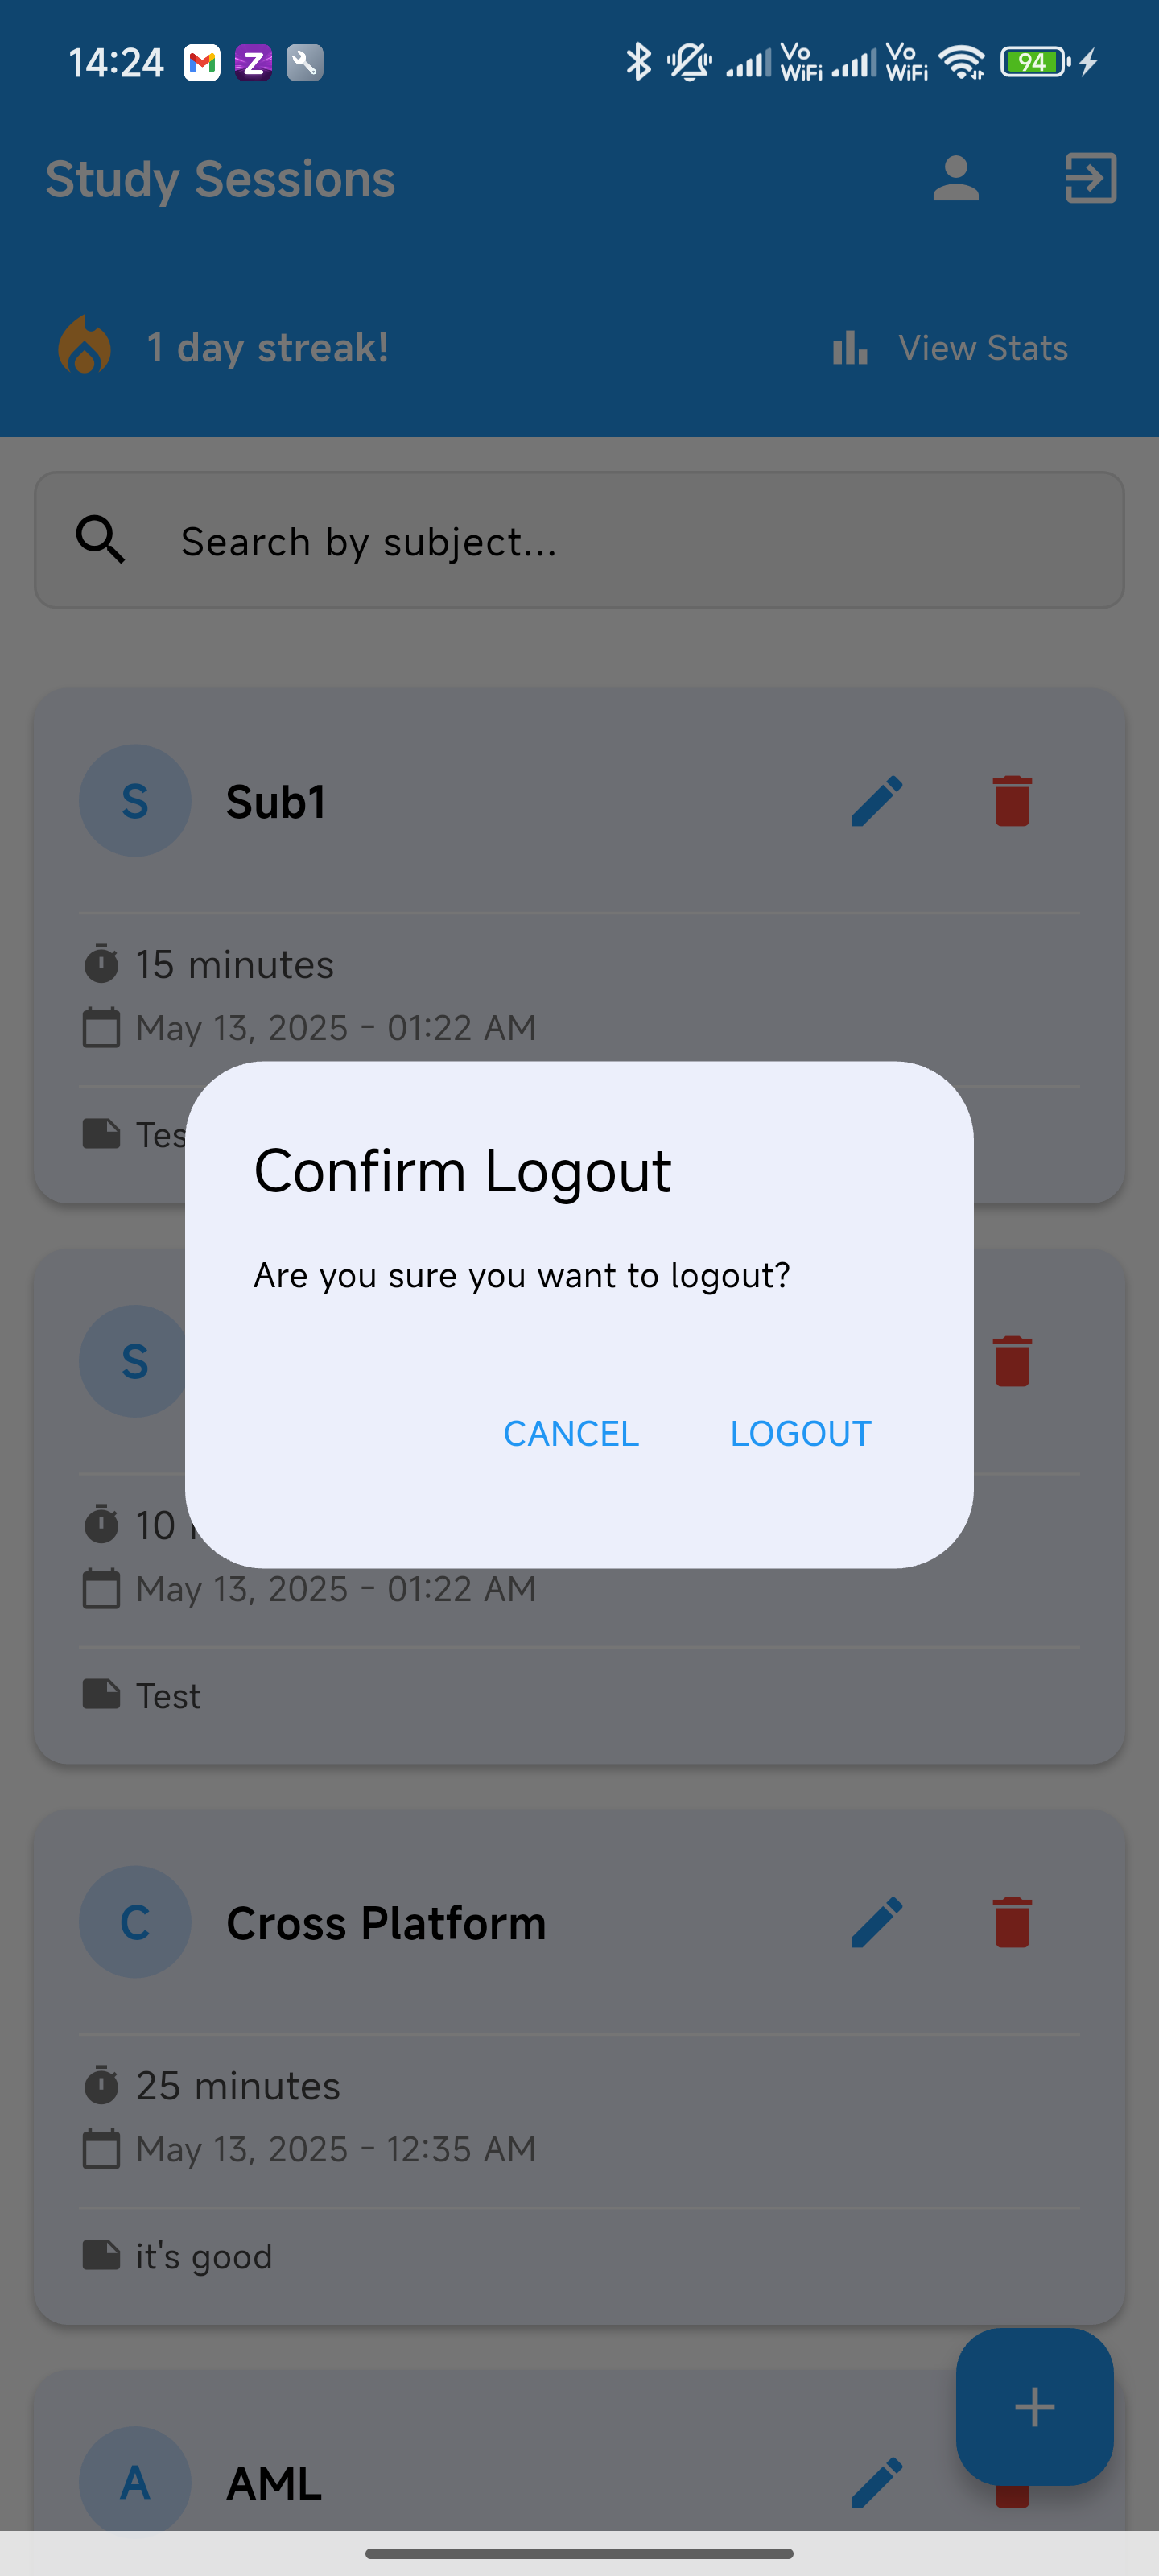 14:24
Vo WiFi Vo WiFi 94
Study Sessions
1 day streak!
View Stats
Search by subject...
S
Sub1
15 minutes
May 13, 2025 - 01:22 AM
Confirm Logout
Are you sure you want to logout?
CANCEL LOGOUT
S
10
May 13, 2025 - 01:22 AM
Test
C
Cross Platform
25 minutes
May 13, 2025 - 12:35 AM
it's good
A
AML